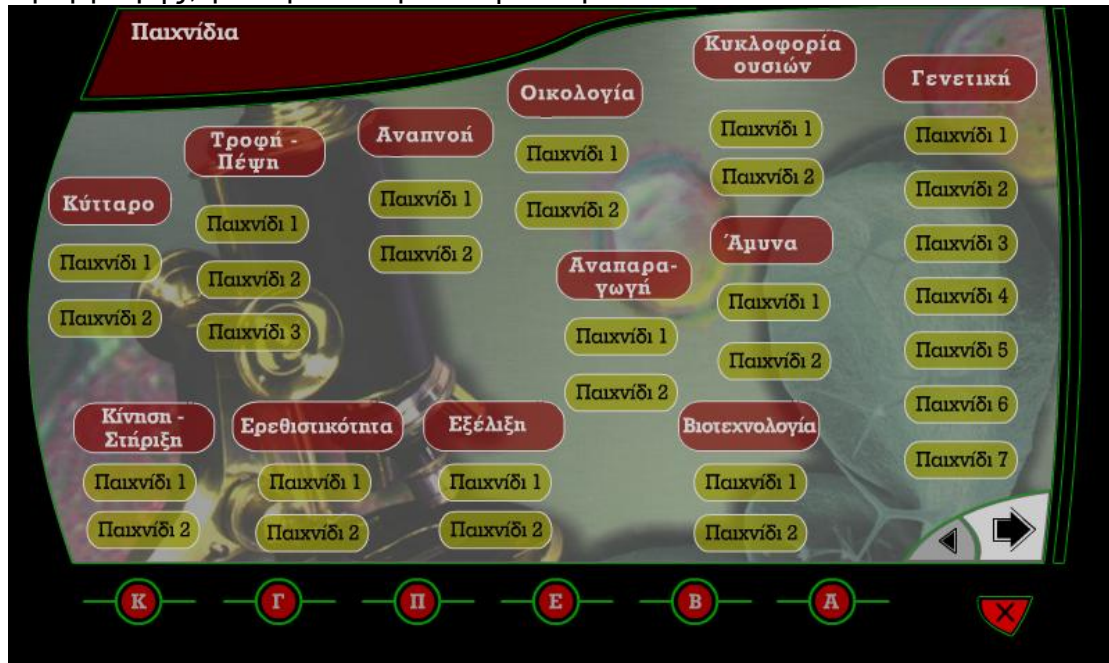 Παιχνίδια
Κύτταρο
Παιχνίδι 1
Παιχνίδι 2
Τροφή -
Πέψη
Παιχνίδι 1
Παιχνίδι 2
Παιχνίδι 3
Αναπνοή
Παιχνίδι 1
Παιχνίδι 2
Οικολογία
Παιχνίδι 1
Παιχνίδι 2
Κυκλοφορία
ουσιών
Παιχνίδι 1
Παιχνίδι 2
Γενετική
Παιχνίδι 1
Παιχνίδι 2
Παιχνίδι 3
Παιχνίδι 4
Παιχνίδι 5
Παιχνίδι 6
Παιχνίδι 7
Αναπαρα-
γωγή
Παιχνίδι 1
Παιχνίδι 2
Άμυνα
Παιχνίδι 1
Παιχνίδι 2
Κίνηση -
Στήριξη
Παιχνίδι 1
Παιχνίδι 2
Ερεθιστικότητα
Παιχνίδι 1
Παιχνίδι 2
Εξέλιξη
Παιχνίδι 1
Παιχνίδι 2
Βιοτεχνολογία
Παιχνίδι 1
Παιχνίδι 2
Κ
Γ
Π
Ε
Β
Α